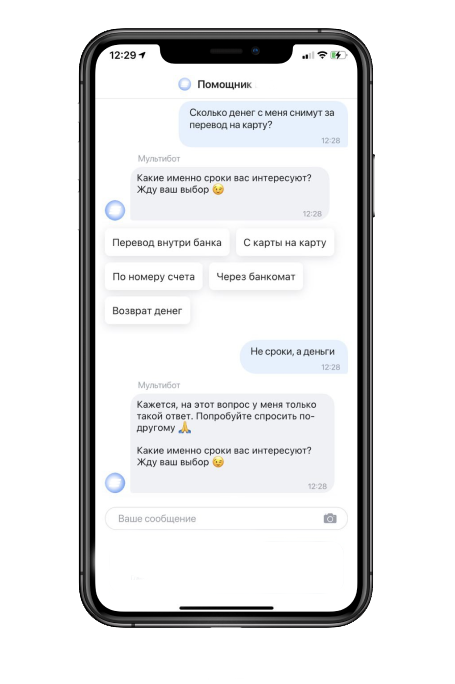 12:29
Помощник
Сколько денег с меня снимут за
перевод на карту?
12:28
Мультибот
Какие именно сроки вас интересуют?
Жду ваш выбор 😉
12:28
Перевод внутри банка
С карты на карту
По номеру счета
Через банкомат
Возврат денег
Не сроки, а деньги
12:28
Мультибот
Кажется, на этот вопрос у меня только
такой ответ. Попробуйте спросить по-
другому 🙏
Какие именно сроки вас интересуют?
Жду ваш выбор 😉
12:28
Ваше сообщение